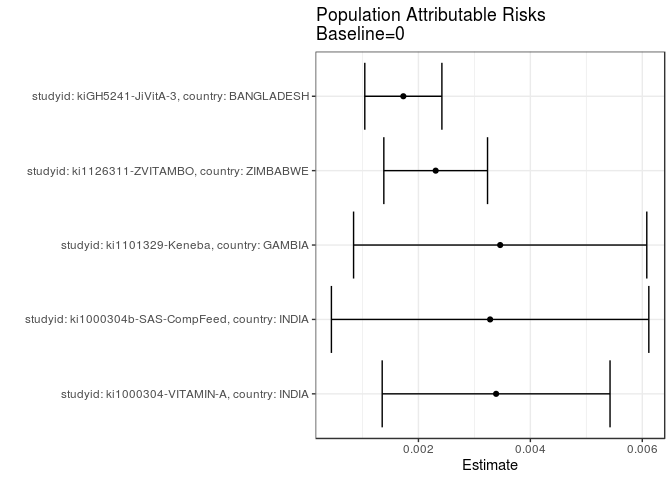 Population Attributable Risks
Baseline=0
studyid: kiGH5241-JiVitA-3, country: BANGLADESH
studyid: ki1126311-ZVITAMBO, country: ZIMBABWE
studyid: ki1101329-Keneba, country: GAMBIA
studyid: ki1000304b-SAS-CompFeed, country: INDIA
studyid: ki1000304-VITAMIN-A, country: INDIA
0.002 0.004 0.006
Estimate